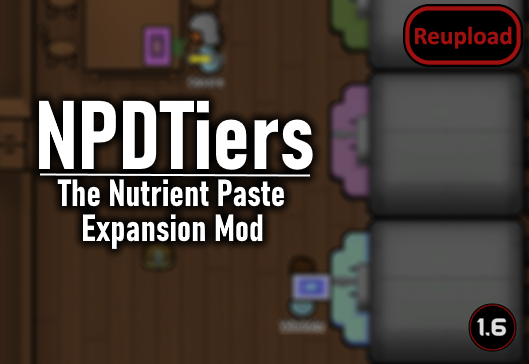 Reupload
NPDTiers
The Nutrient Paste
Expansion Mod
1.6